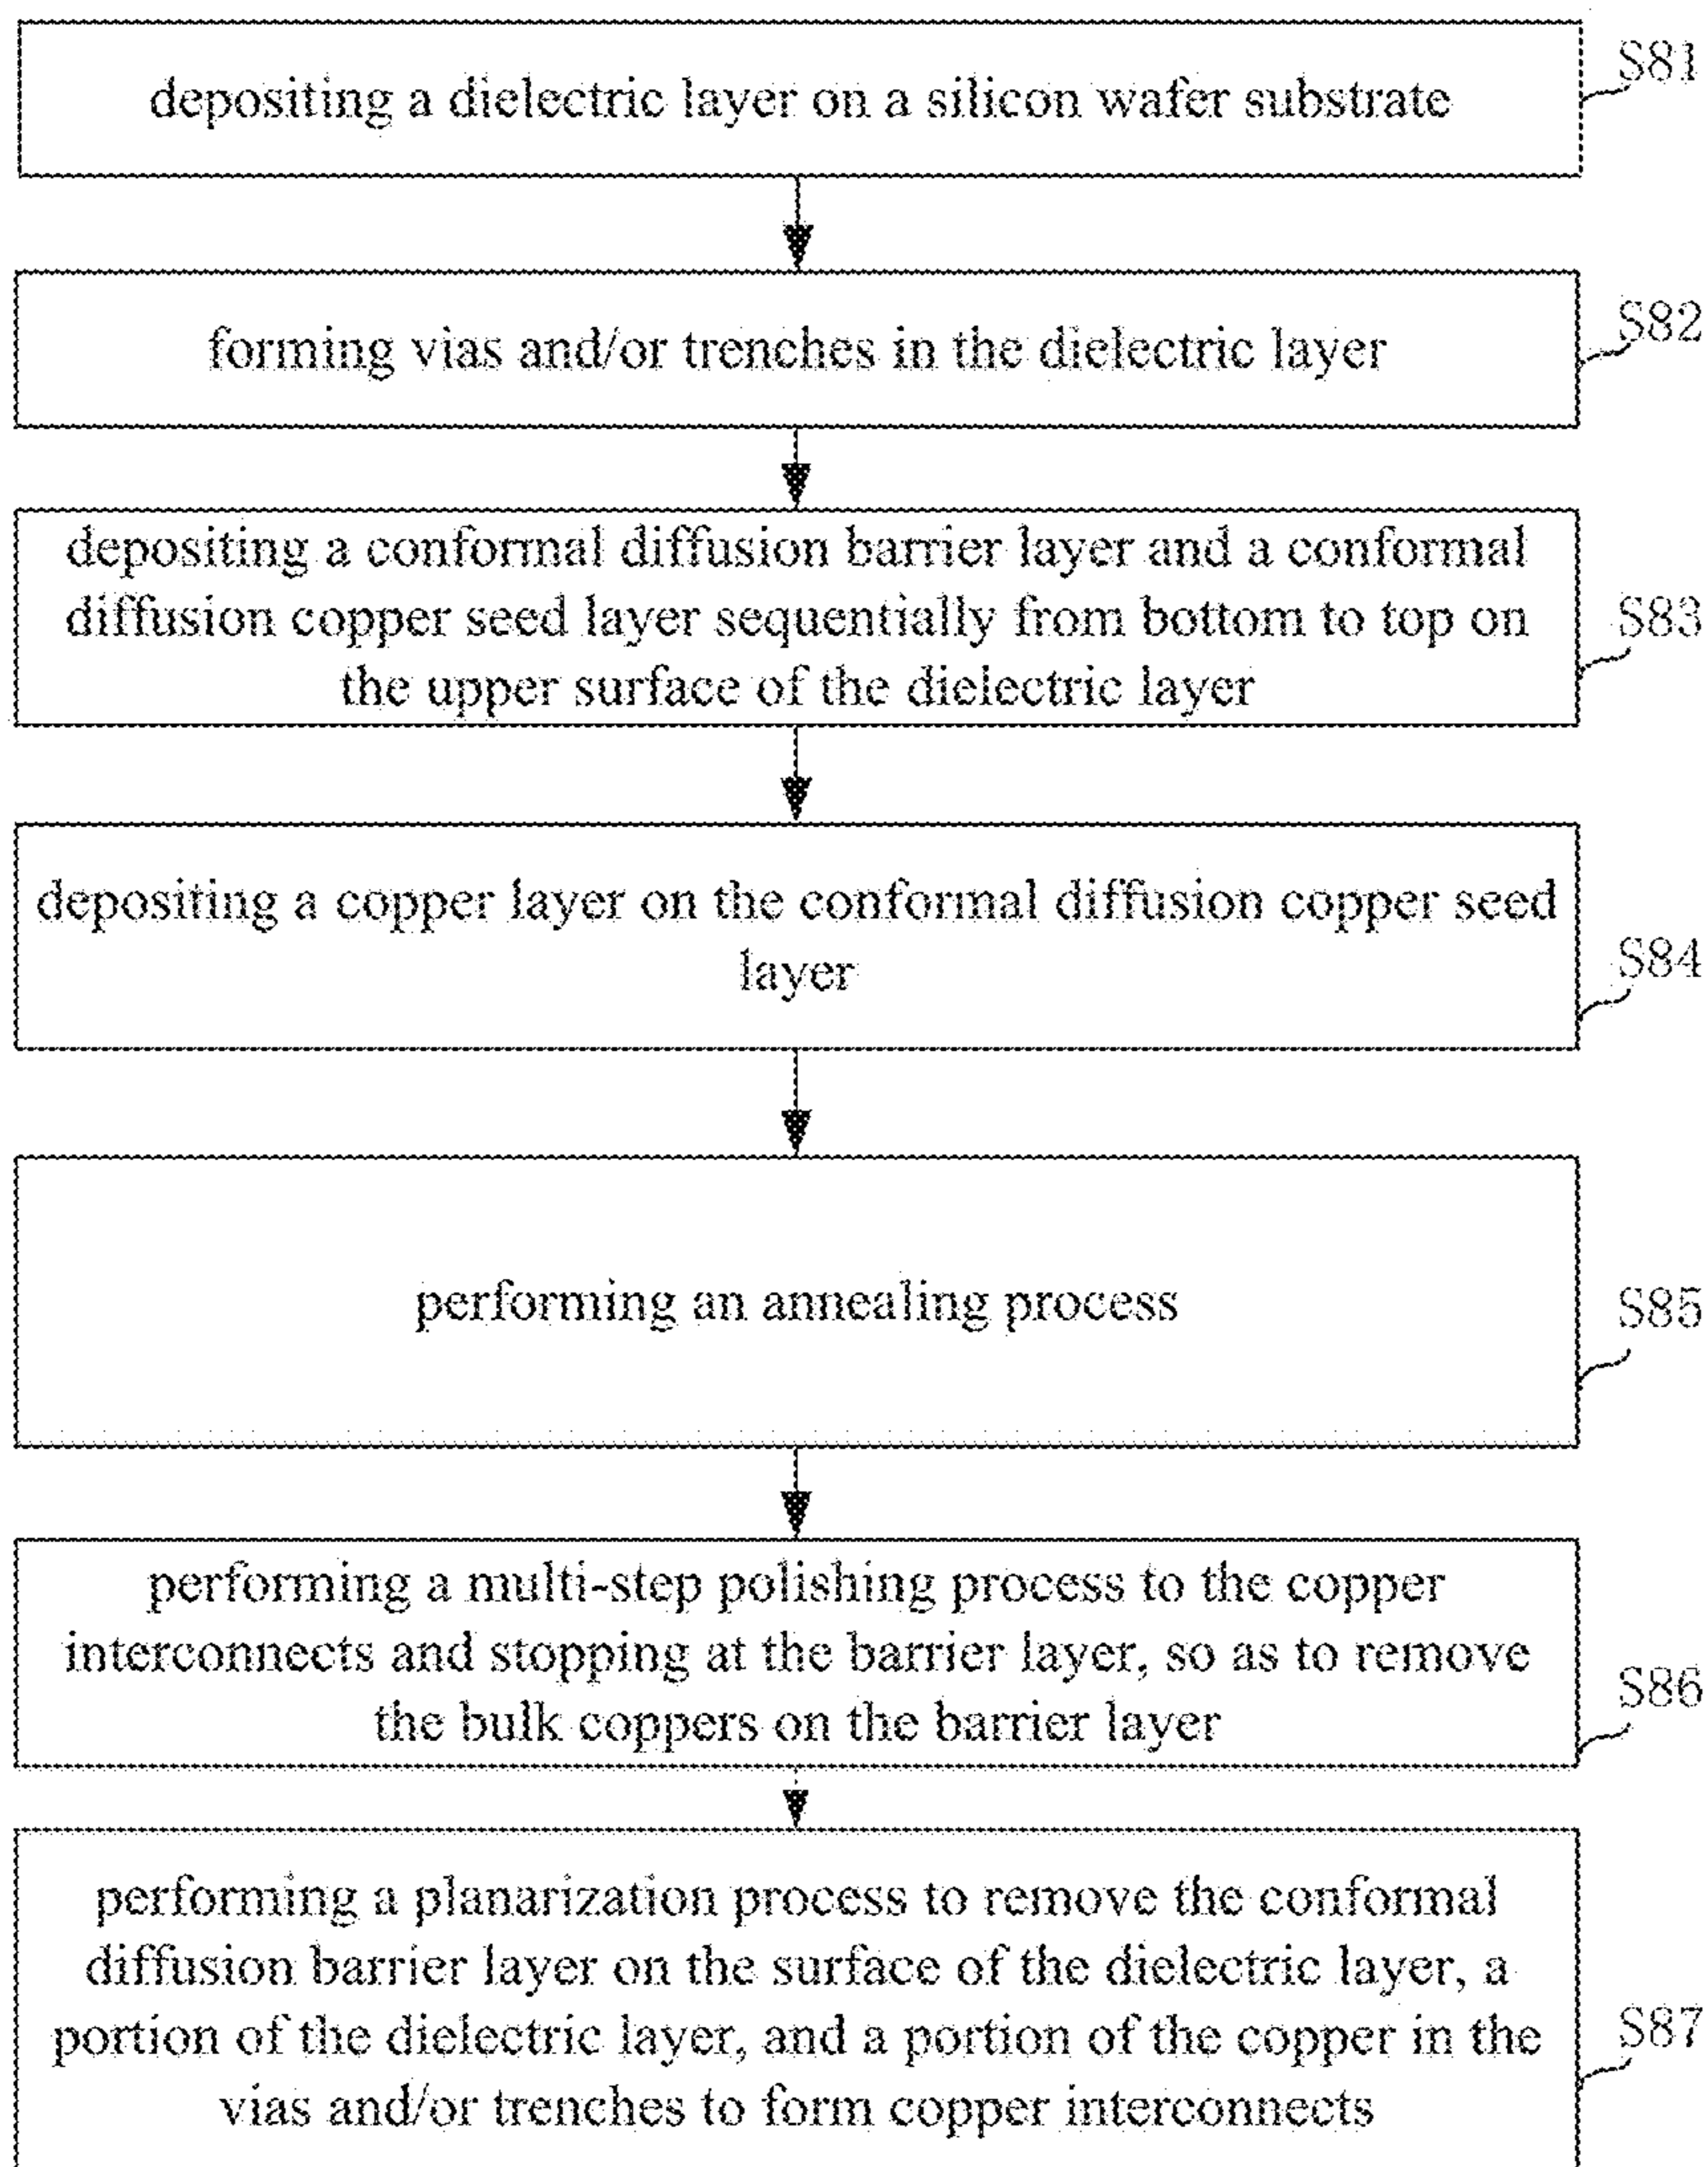 S81
depositing a dielectric layer on a silicon wafer substrate
S82
forming vias and/or trenches in the dielectric layer
depositing a conformal diffusion barrier layer and a conformal
diffusion copper seed layer sequentially from bottom to top on
S83
the upper surface of the dielectric layer
depositing a copper layer on the conformal diffusion copper seed
layer
S84
performing an annealing process
S85
performing a multi-step polishing process to the copper
interconnects and stopping at the barrier layer, so as to remove
S86
the bulk coppers on the barrier layer
performing a planarization process to remove the conformal
diffusion barrier layer on the surface of the dielectric layer, a
portion of the dielectric layer, and a portion of the copper in the
S87
vias and/or trenches to form copper interconnects